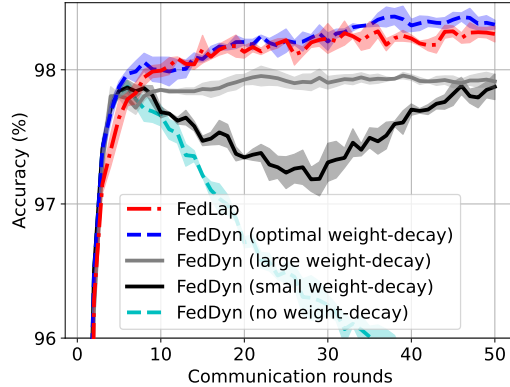 98
97
96
Accuracy (%)
FedLap
FedDyn (optimal weight-decay)
FedDyn (large weight-decay)
FedDyn (small weight-decay)
FedDyn (no weight-decay)
0 10 20 30 40 50
Communication rounds